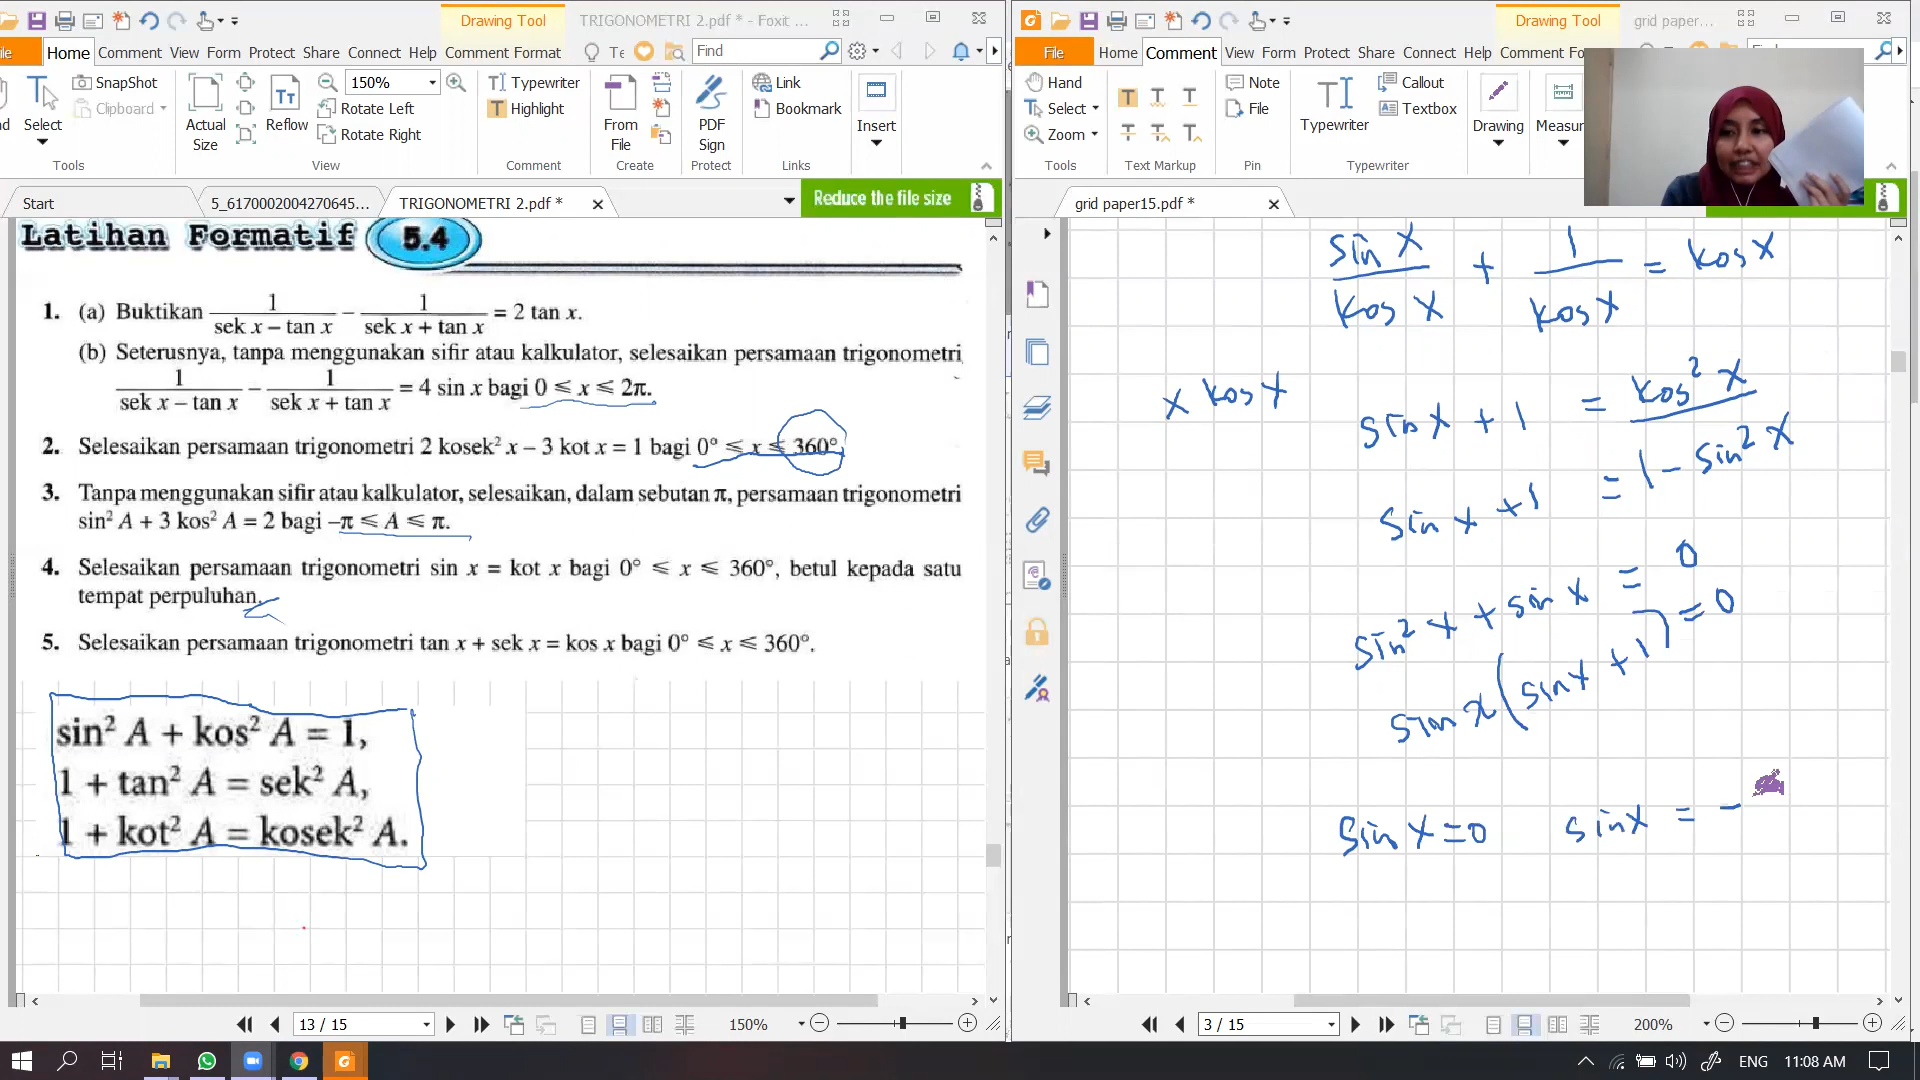 Drawing Tool
TRIGONOMETRI 2.pdf * - Foxit ...
Home Comment View Form Protect Share Connect Help Comment Format
Find
SnapShot
Clipboard
Select
Tools
Actual Size
Reflow
150%
Rotate Left
Rotate Right
View
Typewriter
Highlight
Comment
From File
Create
PDF Sign
Protect
Link
Bookmark
Links
Insert
Start
5_6170002004270645...
TRIGONOMETRI 2.pdf *
Reduce the file size
Latihan Formatif 5.4
1. (a) Buktikan 1/(sek x – tan x) – 1/(sek x + tan x) = 2 tan x.
(b) Seterusnya, tanpa menggunakan sifir atau kalkulator, selesaikan persamaan trigonometri
1/(sek x – tan x) – 1/(sek x + tan x) = 4 sin x bagi 0 ⩽ x ⩽ 2π.
2. Selesaikan persamaan trigonometri 2 kosek² x – 3 kot x = 1 bagi 0° ⩽ x ⩽ 360°.
3. Tanpa menggunakan sifir atau kalkulator, selesaikan, dalam sebutan π, persamaan trigonometri
sin² A + 3 kos² A = 2 bagi –π ⩽ A ⩽ π.
4. Selesaikan persamaan trigonometri sin x = kot x bagi 0° ⩽ x ⩽ 360°, betul kepada satu
tempat perpuluhan.
5. Selesaikan persamaan trigonometri tan x + sek x = kos x bagi 0° ⩽ x ⩽ 360°.
sin² A + kos² A = 1,
1 + tan² A = sek² A,
1 + kot² A = kosek² A.
13 / 15
150%
Drawing Tool
grid paper...
File Home Comment View Form Protect Share Connect Help Comment
Hand
Select
Zoom
Tools
Text Markup
Note
File
Pin
Typewriter
Callout
Textbox
Typewriter
Drawing
Measur
grid paper15.pdf *
sin x/kos x + 1/kos x = kos x
x kos x
sin x + 1 = kos² x
sin x + 1 = 1 - sin² x
sin² x + sin x = 0
sin x (sin x + 1) = 0
sin x = 0 sin x = -
3 / 15
200%
ENG
11:08 AM